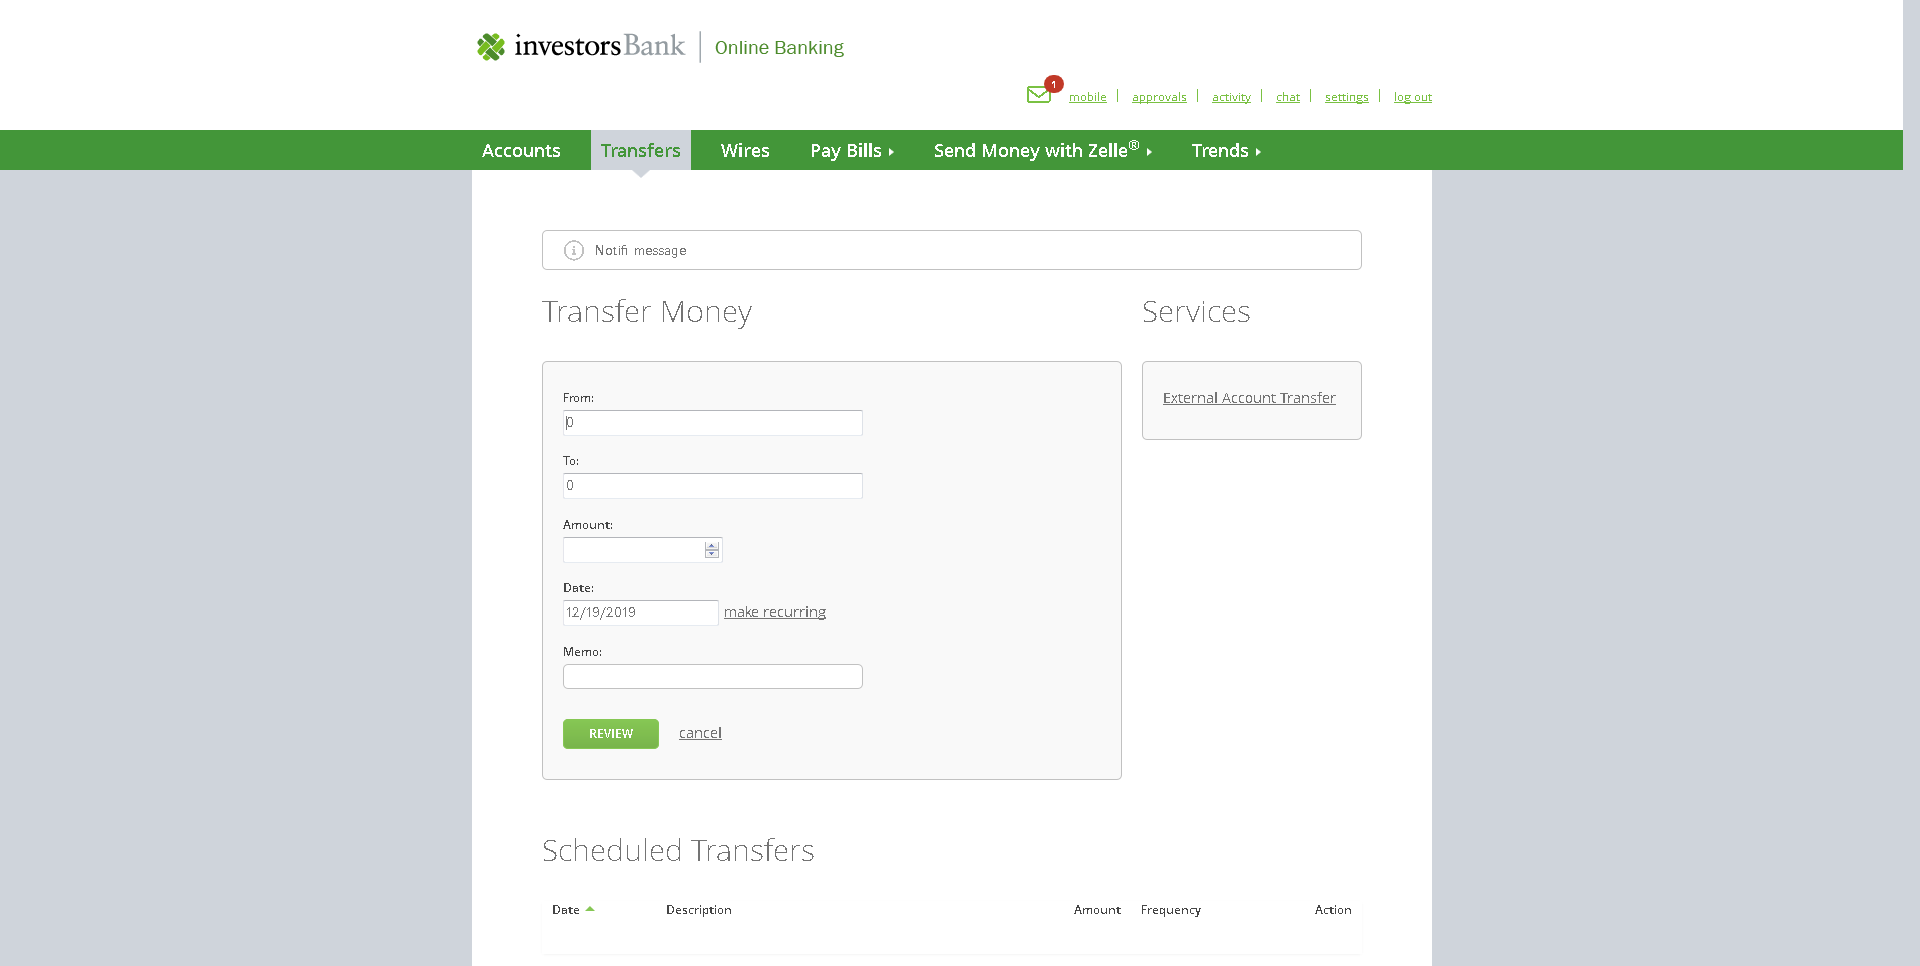 investorsBank Online Banking
1
mobile approvals activity chat settings log out
Accounts Transfers Wires Pay Bills Send Money with Zelle® Trends
Notifi message
Transfer Money
Services
From:
0
External Account Transfer
To:
0
Amount:
Date:
12/19/2019 make recurring
Memo:
REVIEW cancel
Scheduled Transfers
Date Description Amount Frequency Action